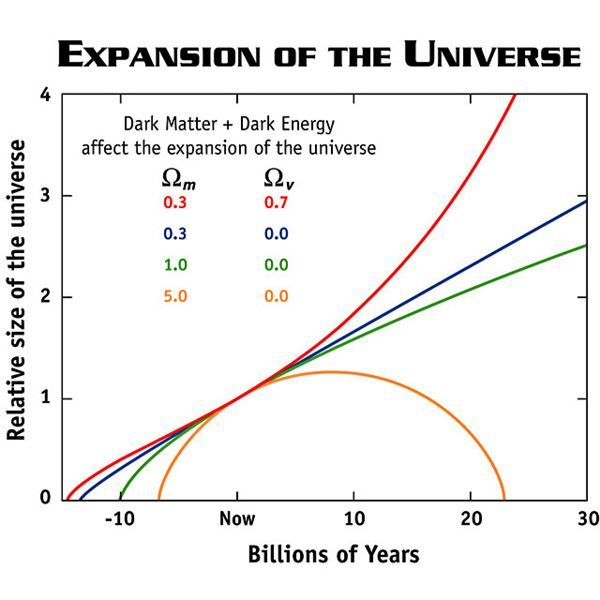 EXPANSION OF THE UNIVERSE
4
Dark Matter + Dark Energy
affect the expansion of the universe
Ωm Ωv
0.3 0.7
0.3 0.0
1.0 0.0
5.0 0.0
3
2
1
0
Relative size of the universe
-10 Now 10 20 30
Billions of Years